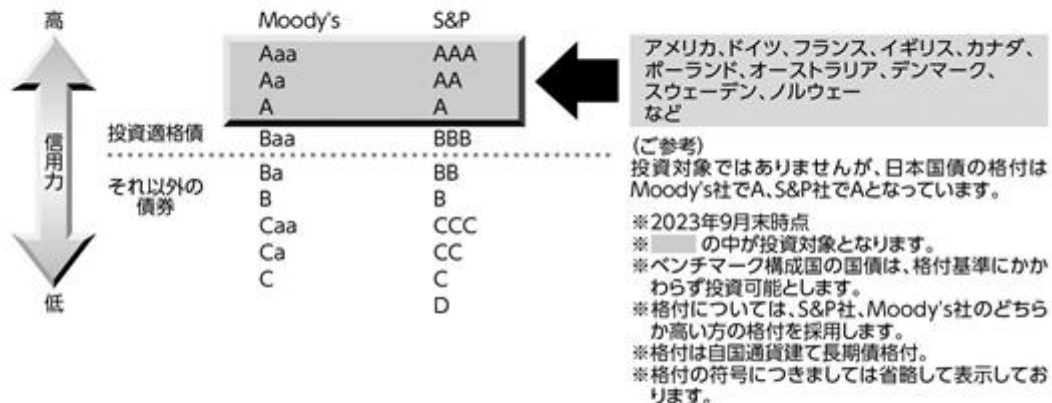 高
信用力
低
Moody's S&P
Aaa AAA
Aa AA
A A
投資適格債 Baa BBB
それ以外の
債券
Ba BB
B B
Caa CCC
Ca CC
C C
D
アメリカ、ドイツ、フランス、イギリス、カナダ、
ポーランド、オーストラリア、デンマーク、
スウェーデン、ノルウェー
など
(ご参考)
投資対象ではありませんが、日本国債の格付は
Moody's社でA、S&P社でAとなっています。
※2023年9月末時点
※ の中が投資対象となります。
※ベンチマーク構成国の国債は、格付基準にかか
わらず投資可能とします。
※格付については、S&P社、Moody's社のどちら
か高い方の格付を採用します。
※格付は自国通貨建て長期債格付。
※格付の符号につきましては省略して表示してお
ります。